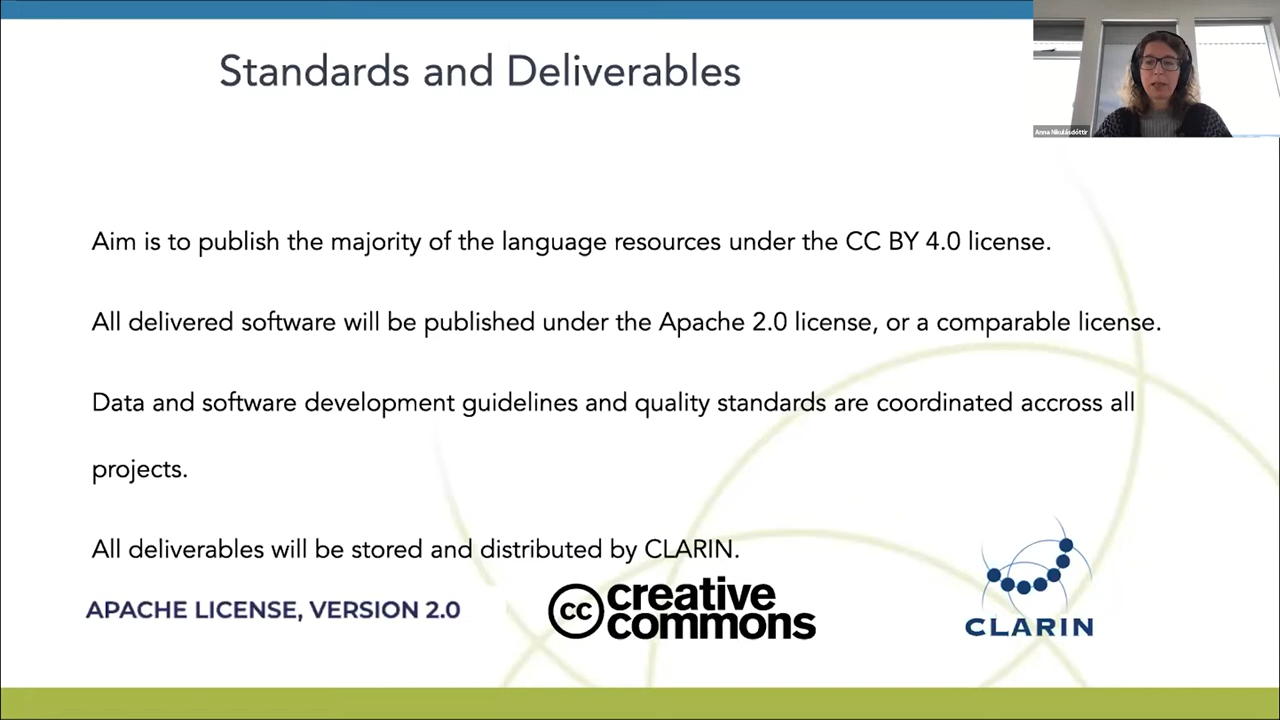 Standards and Deliverables
Anna Nikulásdóttir
Aim is to publish the majority of the language resources under the CC BY 4.0 license.
All delivered software will be published under the Apache 2.0 license, or a comparable license.
Data and software development guidelines and quality standards are coordinated accross all
projects.
All deliverables will be stored and distributed by CLARIN.
APACHE LICENSE, VERSION 2.0
cc creative
commons
CLARIN